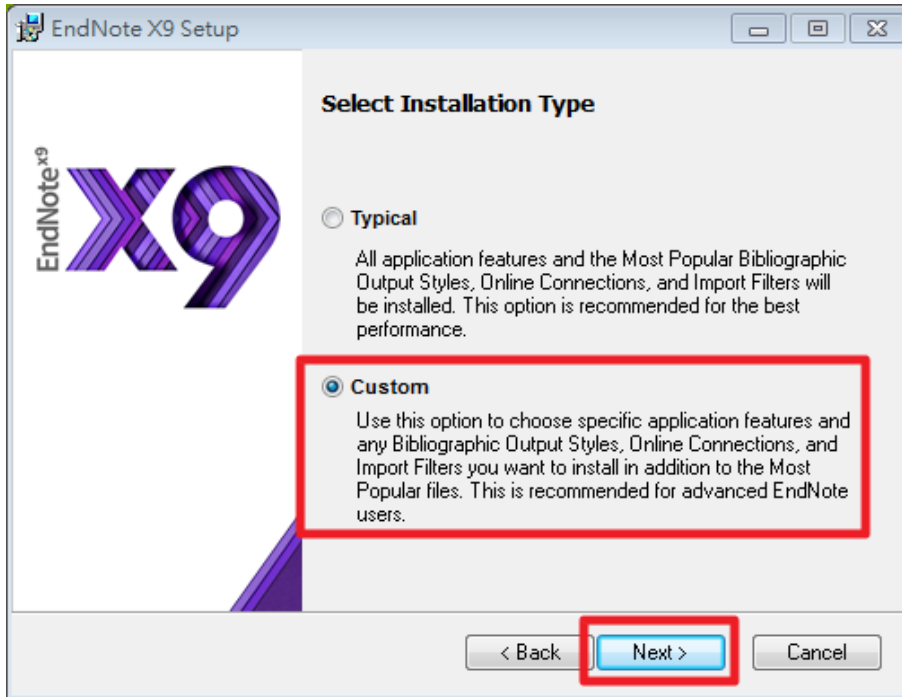 EndNote X9 Setup
Select Installation Type
EndNote x9
X9
Typical
All application features and the Most Popular Bibliographic
Output Styles, Online Connections, and Import Filters will
be installed. This option is recommended for the best
performance.
Custom
Use this option to choose specific application features and
any Bibliographic Output Styles, Online Connections, and
Import Filters you want to install in addition to the Most
Popular files. This is recommended for advanced EndNote
users.
< Back
Next >
Cancel